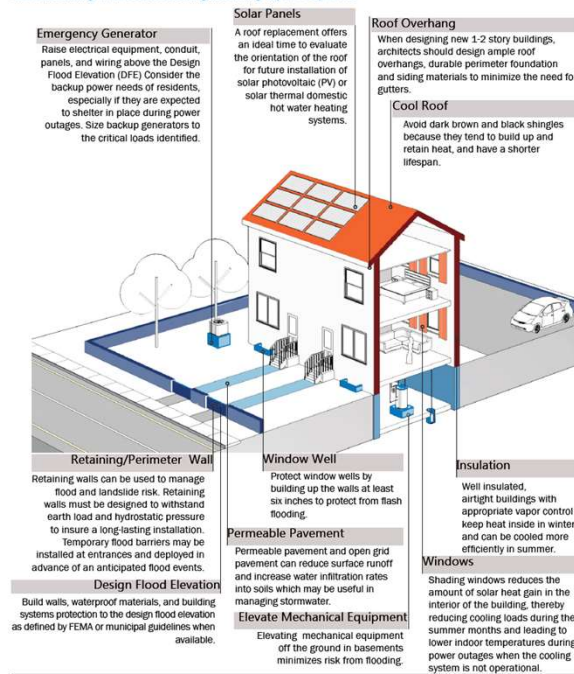 Emergency Generator
Raise electrical equipment, conduit,
panels, and wiring above the Design
Flood Elevation (DFE) Consider the
backup power needs of residents,
especially if they are expected
to shelter in place during power
outages. Size backup generators to
the critical loads identified.
Solar Panels
A roof replacement offers
an ideal time to evaluate
the orientation of the roof
for future installation of
solar photovoltaic (PV) or
solar thermal domestic
hot water heating
systems.
Roof Overhang
When designing new 1-2 story buildings,
architects should design ample roof
overhangs, durable perimeter foundation
and siding materials to minimize the need for
gutters.
Cool Roof
Avoid dark brown and black shingles
because they tend to build up and
retain heat, and have a shorter
lifespan.
Retaining/Perimeter Wall
Retaining walls can be used to manage
flood and landslide risk. Retaining
walls must be designed to withstand
earth load and hydrostatic pressure
to insure a long-lasting installation.
Temporary flood barriers may be
installed at entrances and deployed in
advance of an anticipated flood events.
Design Flood Elevation
Build walls, waterproof materials, and building
systems protection to the design flood elevation
as defined by FEMA or municipal guidelines when
available.
Window Well
Protect window wells by
building up the walls at least
six inches to protect from flash
flooding.
Permeable Pavement
Permeable pavement and open grid
pavement can reduce surface runoff
and increase water infiltration rates
into soils which may be useful in
managing stormwater.
Elevate Mechanical Equipment
Elevating mechanical equipment
off the ground in basements
minimizes risk from flooding.
Insulation
Well insulated,
airtight buildings with
appropriate vapor control
keep heat inside in winter
and can be cooled more
efficiently in summer.
Windows
Shading windows reduces the
amount of solar heat gain in the
interior of the building, thereby
reducing cooling loads during the
summer months and leading to
lower indoor temperatures during
power outages when the cooling
system is not operational.